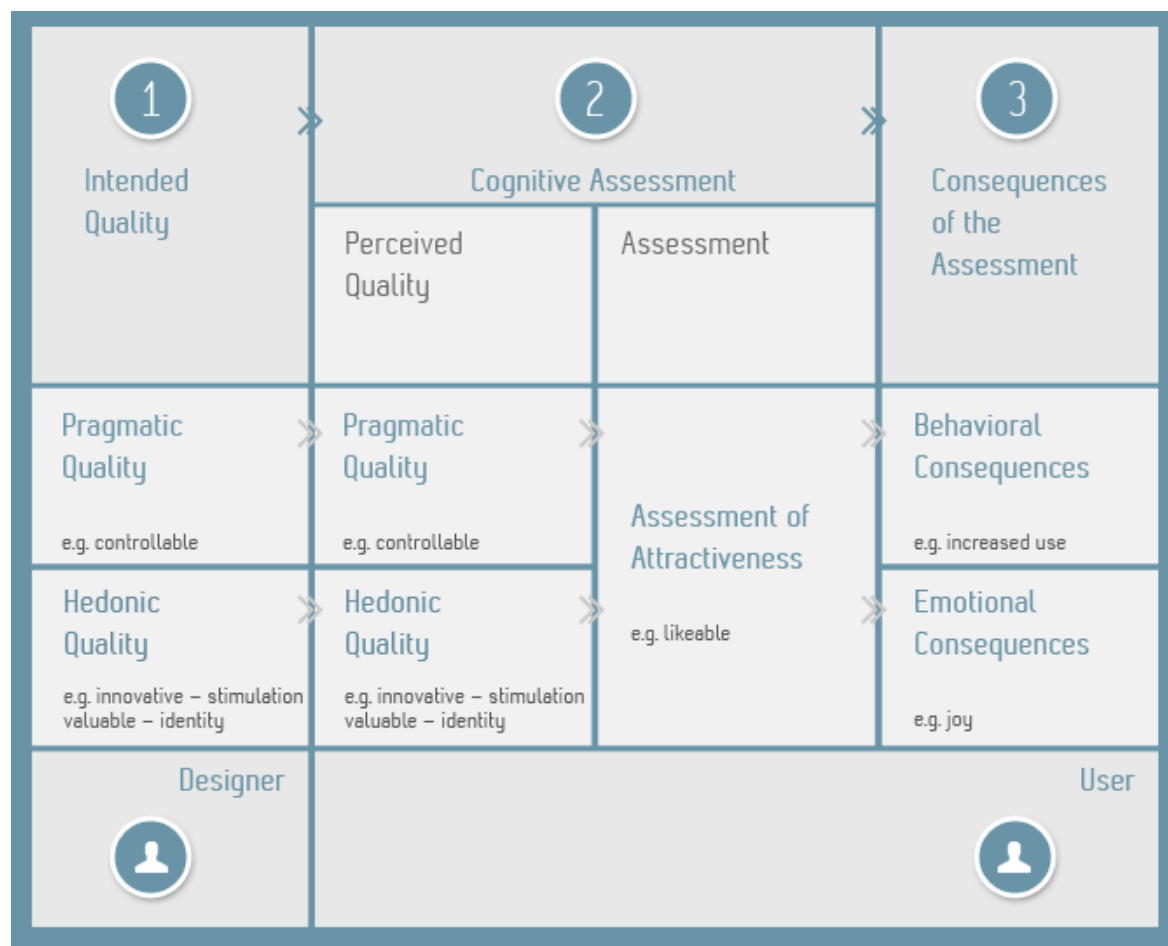 1
Intended
Quality
2
Cognitive Assessment
3
Consequences
of the
Assessment
Perceived
Quality
Assessment
Pragmatic
Quality
e.g. controllable
Pragmatic
Quality
e.g. controllable
Assessment of
Attractiveness
e.g. likeable
Behavioral
Consequences
e.g. increased use
Hedonic
Quality
e.g. innovative – stimulation
valuable – identity
Hedonic
Quality
e.g. innovative – stimulation
valuable – identity
Emotional
Consequences
e.g. joy
Designer
User